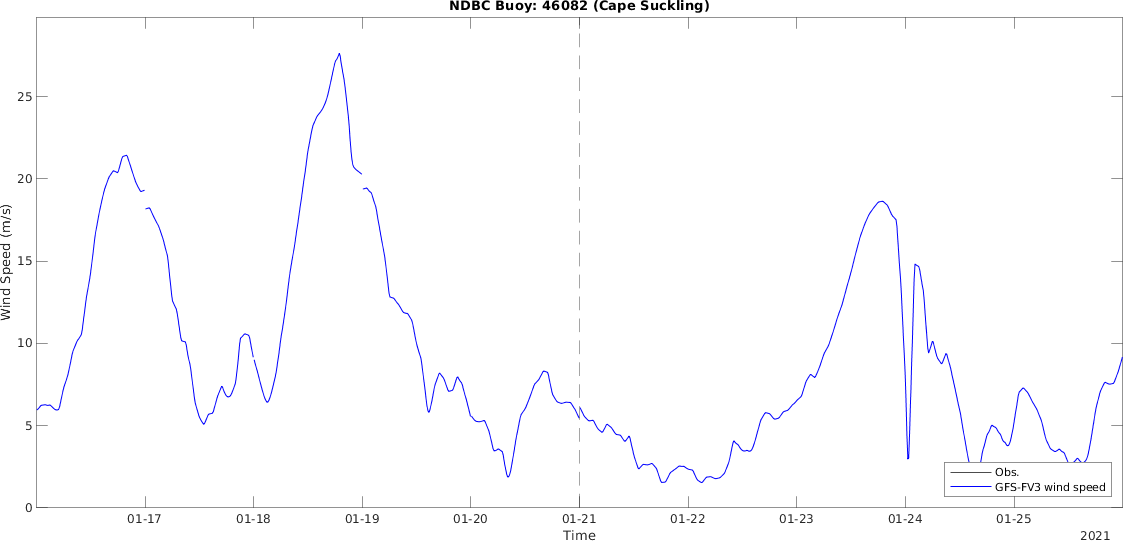 NDBC Buoy: 46082 (Cape Suckling)
Wind Speed (m/s)
25
20
15
10
5
0
01-17 01-18 01-19 01-20 01-21 01-22 01-23 01-24 01-25
Time
2021
Obs.
GFS-FV3 wind speed